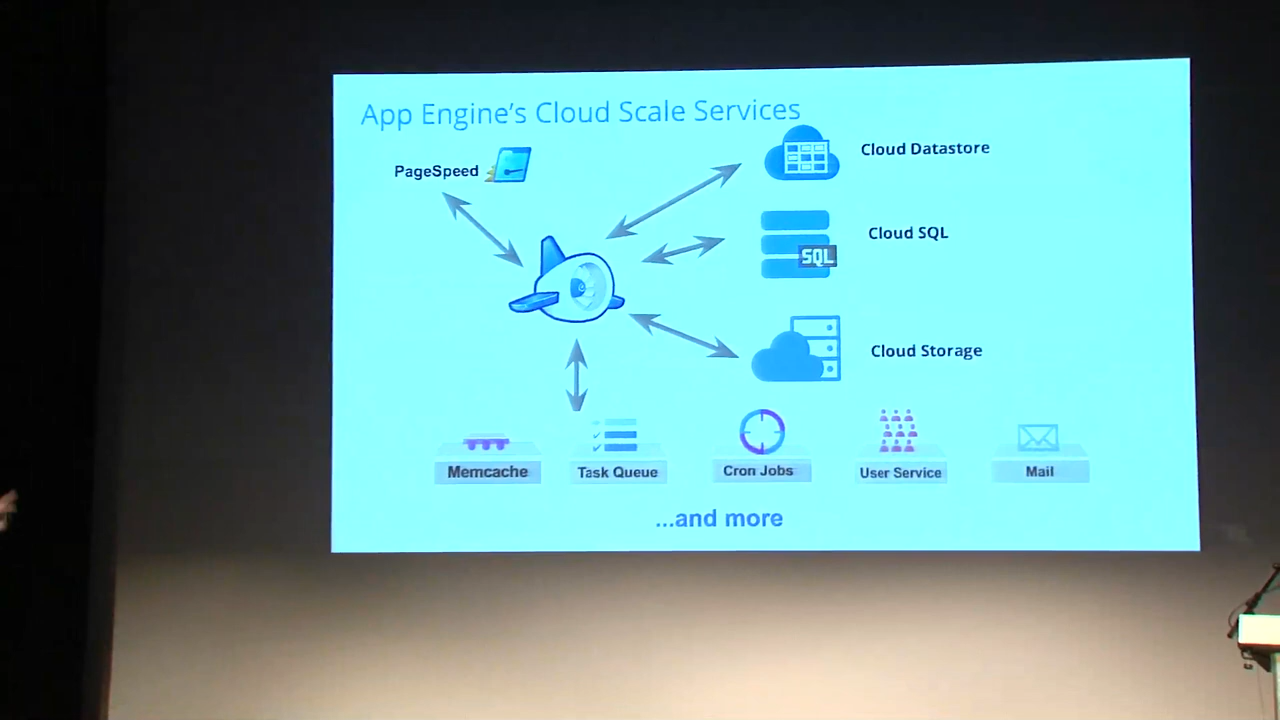 App Engine's Cloud Scale Services
PageSpeed
Cloud Datastore
Cloud SQL
SQL
Cloud Storage
Memcache
Task Queue
Cron Jobs
User Service
Mail
...and more